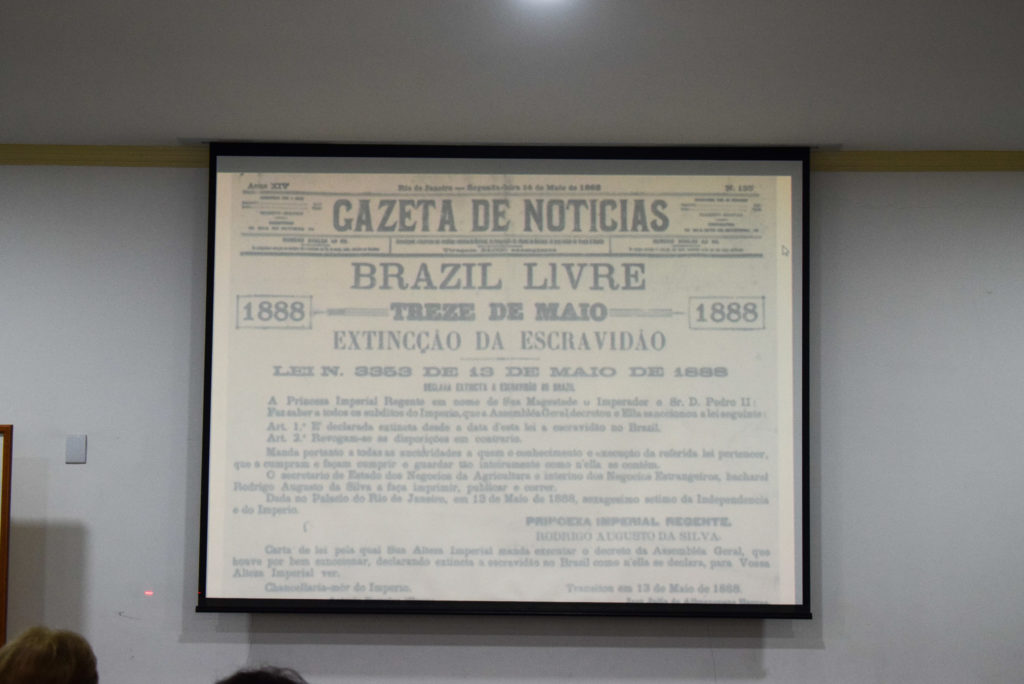 Anno XIV Rio de Janeiro — Segunda-feira 14 de Maio de 1888 N. 135
GAZETA DE NOTICIAS
BRAZIL LIVRE
1888 TREZE DE MAIO 1888
EXTINCÇÃO DA ESCRAVIDÃO
LEI N. 3353 DE 13 DE MAIO DE 1888
DECLARA EXTINCTA A ESCRAVIDÃO NO BRAZIL
A Princeza Imperial Regente em nome de Sua Magestade o Imperador o Sr. D. Pedro II:
Faz saber a todos os subditos do Imperio, que a Assembléa Geral decretou e Ella sanccionou a lei seguinte:
Art. 1.º E' declarada extincta desde a data d'esta lei a escravidão no Brazil.
Art. 2.º Revogam-se as disposições em contrario.
Manda portanto a todas as autoridades a quem o conhecimento e execução da referida lei pertencer,
que a cumpram e façam cumprir e guardar tão inteiramente como n'ella se contém.
O secretario de Estado dos Negocios da Agricultura e interino dos Negocios Estrangeiros, bacharel
Rodrigo Augusto da Silva a faça imprimir, publicar e correr.
Dada no Palacio do Rio de Janeiro, em 13 de Maio de 1888, sexagesimo setimo da Independencia
e do Imperio.
PRINCEZA IMPERIAL REGENTE.
RODRIGO AUGUSTO DA SILVA.
Carta de lei pela qual Sua Alteza Imperial manda executar o decreto da Assembléa Geral, que
houve por bem sanccionar, declarando extincta a escravidão no Brazil como n'ella se declara, para Vossa
Alteza Imperial ver.
Chancellaria-mór do Imperio. Transitou em 13 de Maio de 1888.